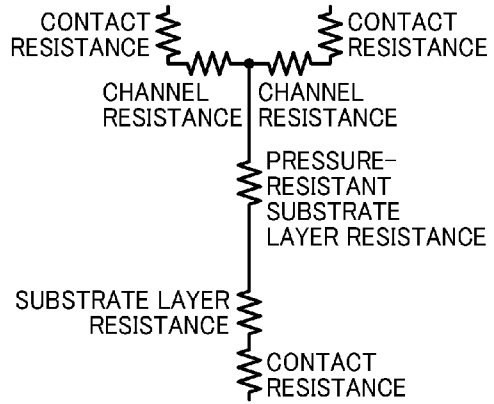 CONTACT
RESISTANCE
CONTACT
RESISTANCE
CHANNEL
RESISTANCE
CHANNEL
RESISTANCE
PRESSURE-
RESISTANT
SUBSTRATE
LAYER RESISTANCE
SUBSTRATE LAYER
RESISTANCE
CONTACT
RESISTANCE